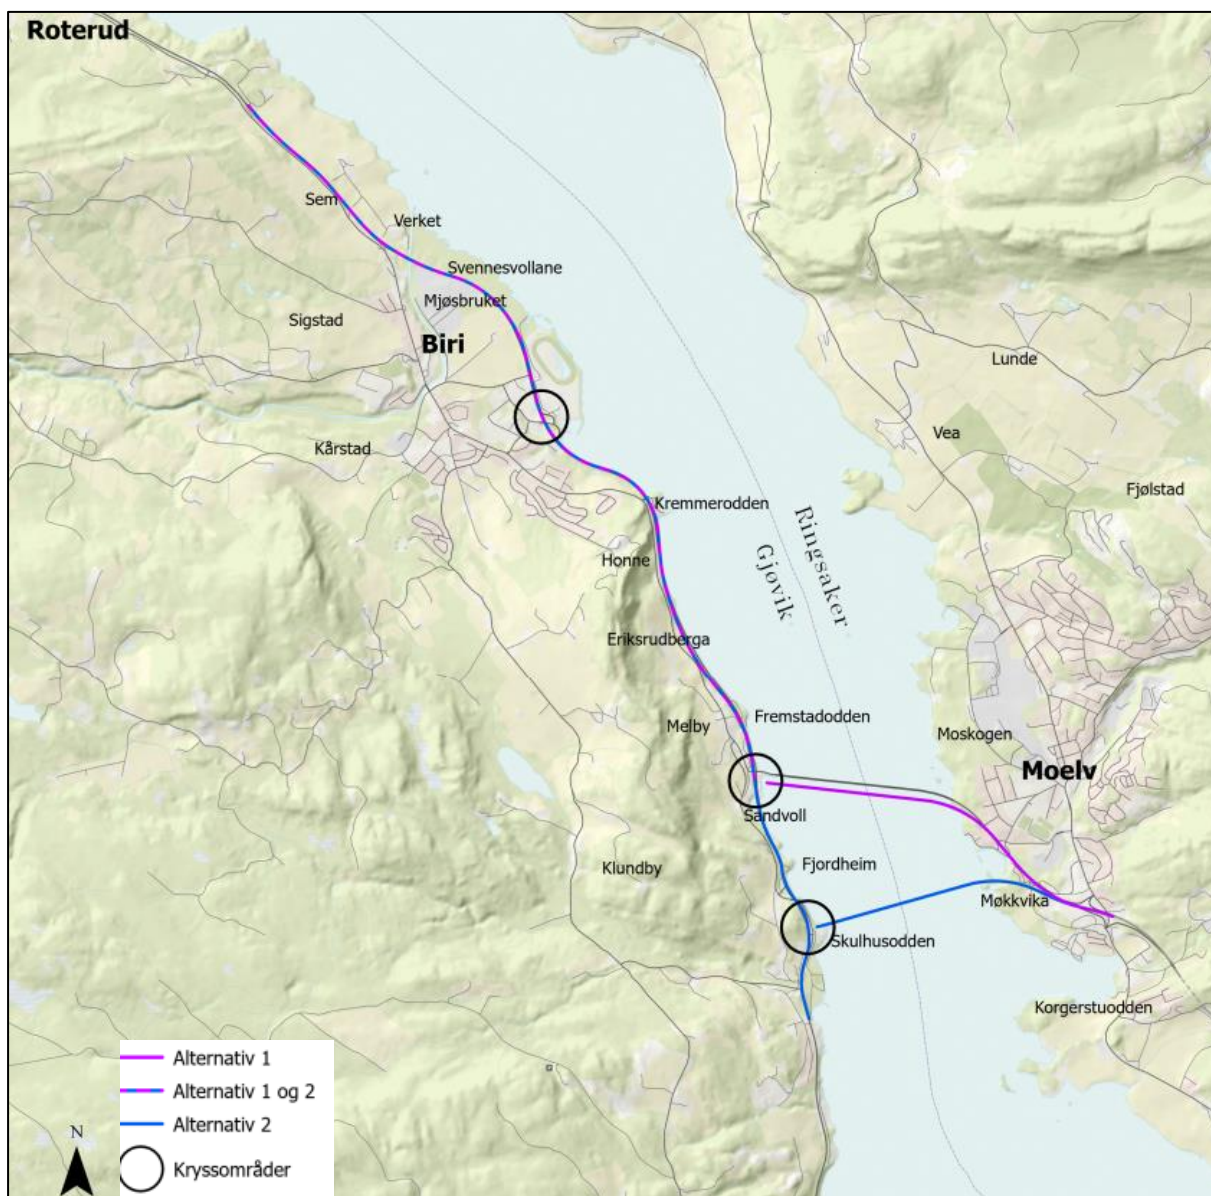 Roterud
Sem
Verket
Svennesvollane
Mjøsbruket
Sigstad
Biri
Lunde
Vea
Kårstad
Fjølstad
Kremmerodden
Ringsaker
Gjøvik
Honne
Eriksrudberga
Melby
Fremstadodden
Moskogen
Moelv
Sandvoll
Klundby
Fjordheim
Møkkvika
Skulhusodden
Korgerstuodden
Alternativ 1
Alternativ 1 og 2
Alternativ 2
Kryssområder
N